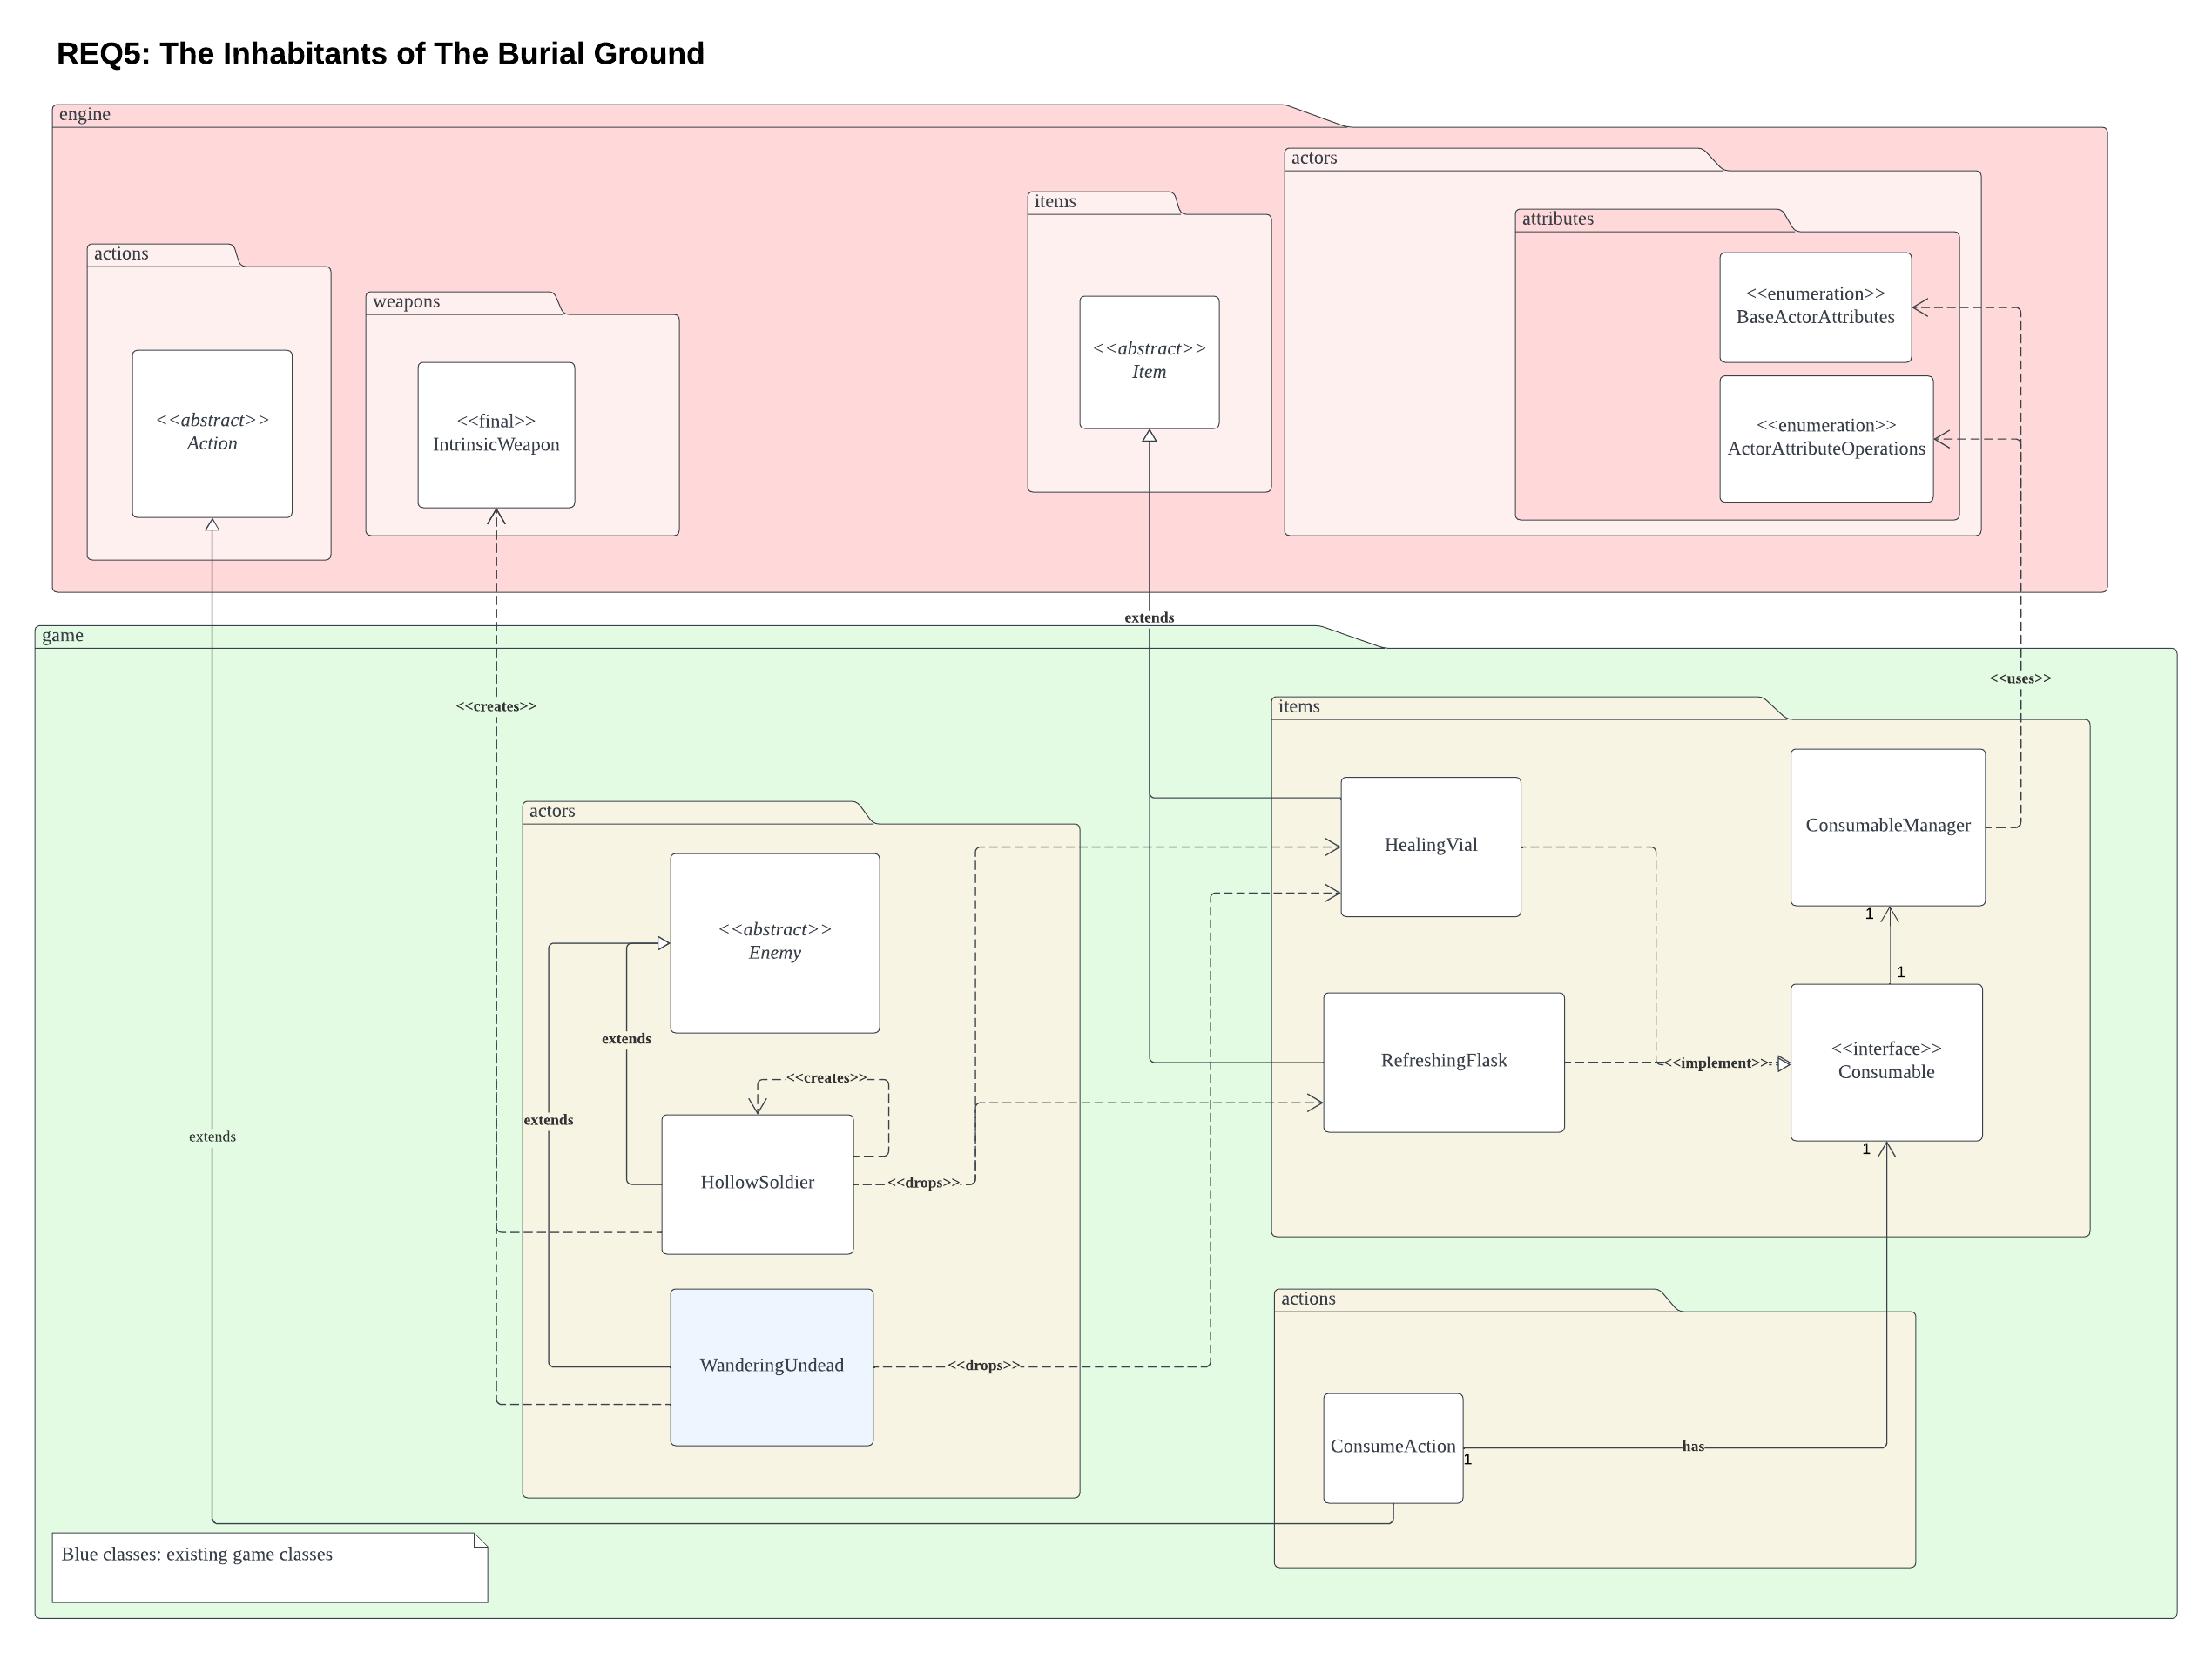 REQ5: The Inhabitants of The Burial Ground
engine
actors
items
attributes
actions
weapons
<<enumeration>>
BaseActorAttributes
<<abstract>>
Item
<<abstract>>
Action
<<final>>
IntrinsicWeapon
<<enumeration>>
ActorAttributeOperations
extends
game
<<uses>>
<<creates>>
items
actors
HealingVial
ConsumableManager
1
<<abstract>>
Enemy
1
extends
RefreshingFlask
<<implement>>
<<interface>>
Consumable
<<creates>>
extends
extends
1
HollowSoldier
<<drops>>
actions
WanderingUndead
<<drops>>
ConsumeAction
1
has
Blue classes: existing game classes